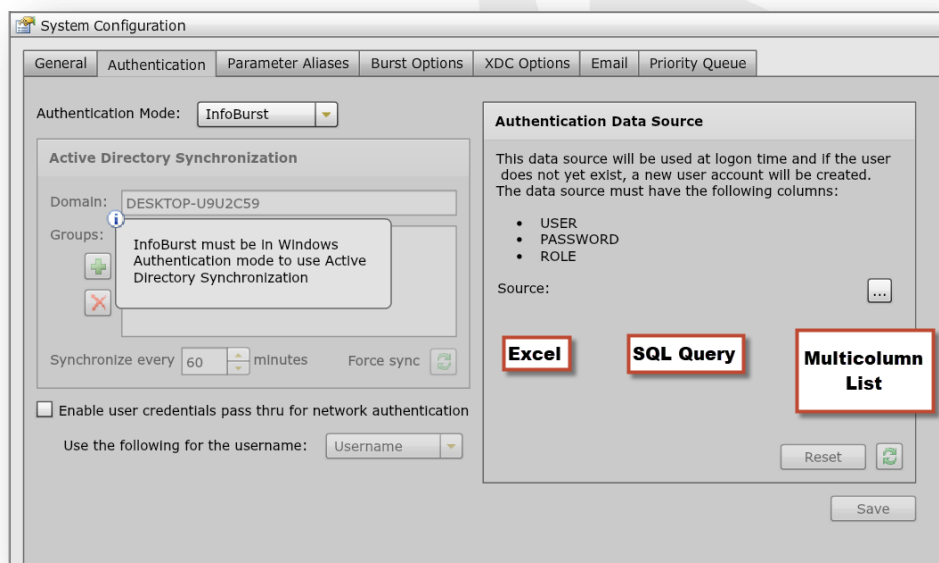 System Configuration
General Authentication Parameter Aliases Burst Options XDC Options Email Priority Queue
Authentication Mode: InfoBurst
Active Directory Synchronization
Domain: DESKTOP-U9U2C59
Groups:
InfoBurst must be in Windows
Authentication mode to use Active
Directory Synchronization
Synchronize every 60 minutes Force sync
Enable user credentials pass thru for network authentication
Use the following for the username: Username
Authentication Data Source
This data source will be used at logon time and if the user
does not yet exist, a new user account will be created.
The data source must have the following columns:
• USER
• PASSWORD
• ROLE
Source: ...
Excel
SQL Query
Multicolumn
List
Reset
Save